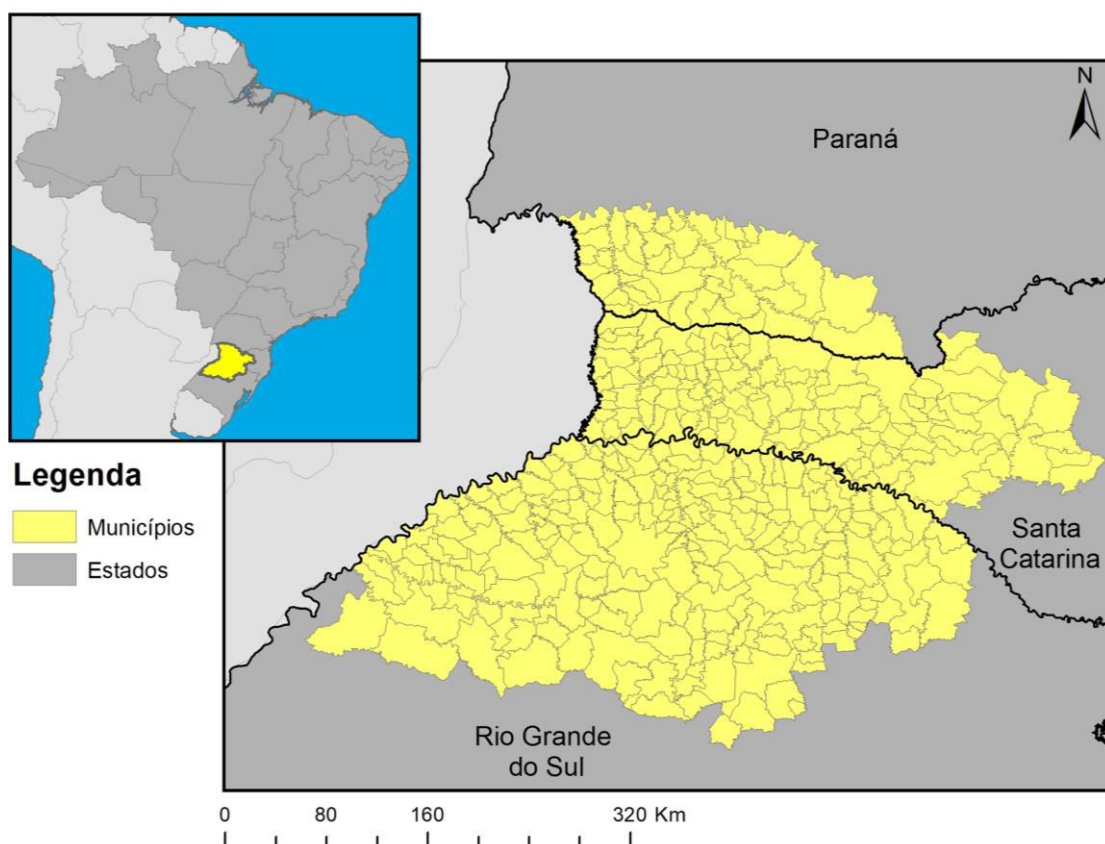 N
Paraná
Legenda
Municípios
Estados
Santa
Catarina
Rio Grande
do Sul
0 80 160 320 Km